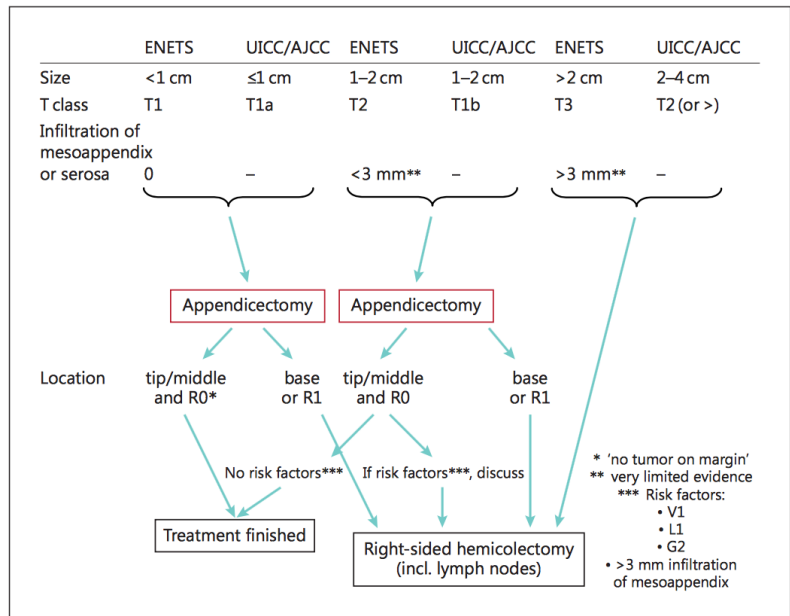 ENETS UICC/AJCC ENETS UICC/AJCC ENETS UICC/AJCC
Size <1 cm ≤1 cm 1–2 cm 1–2 cm >2 cm 2–4 cm
T class T1 T1a T2 T1b T3 T2 (or >)
Infiltration of
mesoappendix
or serosa 0 – <3 mm** – >3 mm** –
Appendicectomy Appendicectomy
Location tip/middle base tip/middle base
and R0* or R1 and R0 or R1
No risk factors*** If risk factors***, discuss
Treatment finished
Right-sided hemicolectomy
(incl. lymph nodes)
* 'no tumor on margin'
** very limited evidence
*** Risk factors:
• V1
• L1
• G2
• >3 mm infiltration
of mesoappendix